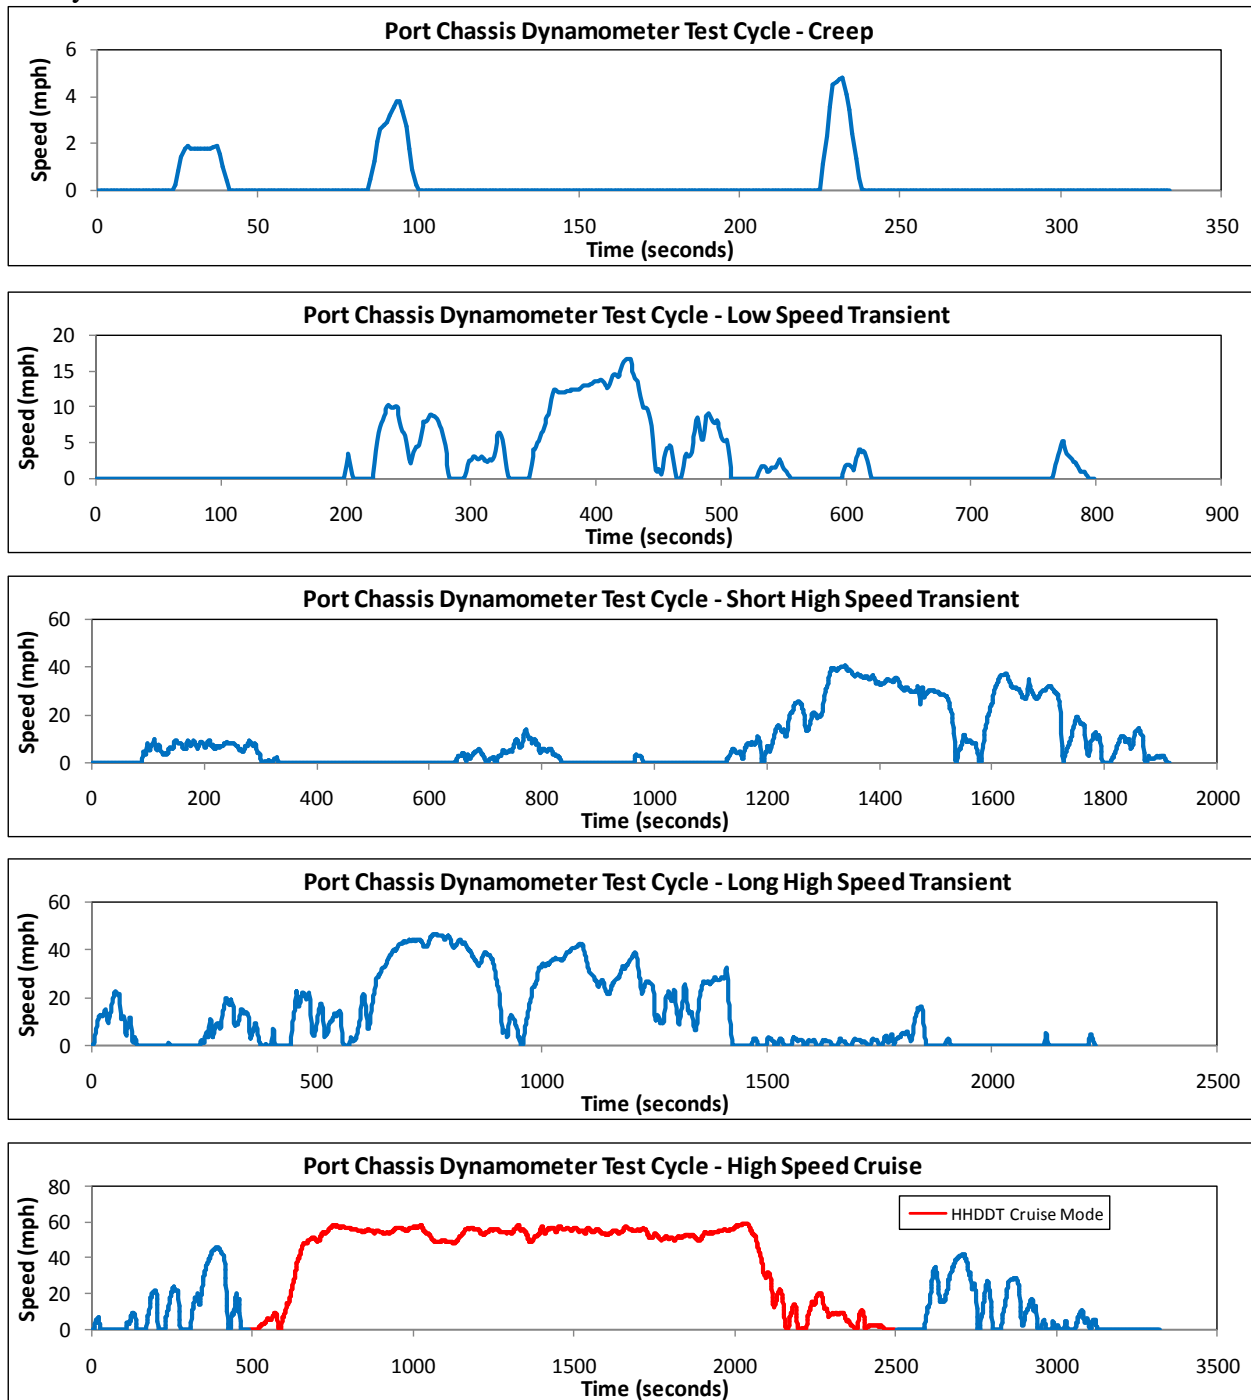 Port Chassis Dynamometer Test Cycle - Creep
Speed (mph)
6
4
2
0
0 50 100 150 200 250 300 350
Time (seconds)
Port Chassis Dynamometer Test Cycle - Low Speed Transient
Speed (mph)
20
15
10
5
0
0 100 200 300 400 500 600 700 800 900
Time (seconds)
Port Chassis Dynamometer Test Cycle - Short High Speed Transient
Speed (mph)
60
40
20
0
0 200 400 600 800 1000 1200 1400 1600 1800 2000
Time (seconds)
Port Chassis Dynamometer Test Cycle - Long High Speed Transient
Speed (mph)
60
40
20
0
0 500 1000 1500 2000 2500
Time (seconds)
Port Chassis Dynamometer Test Cycle - High Speed Cruise
Speed (mph)
80
60
40
20
0
HHDDT Cruise Mode
0 500 1000 1500 2000 2500 3000 3500
Time (seconds)